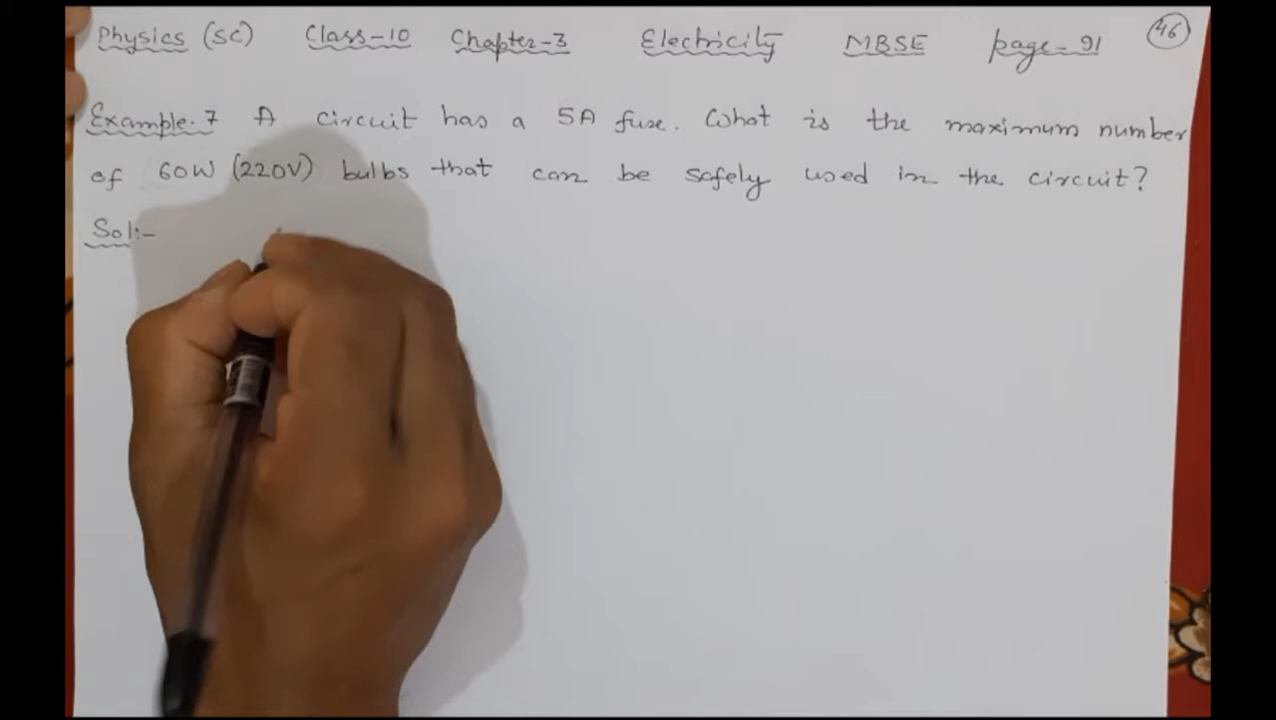 Physics (SC) Class-10 Chapter-3 Electricity MBSE page-91 46
Example-7 A circuit has a 5A fuse. What is the maximum number
of 60W (220V) bulbs that can be safely used in the circuit?
Sol:-